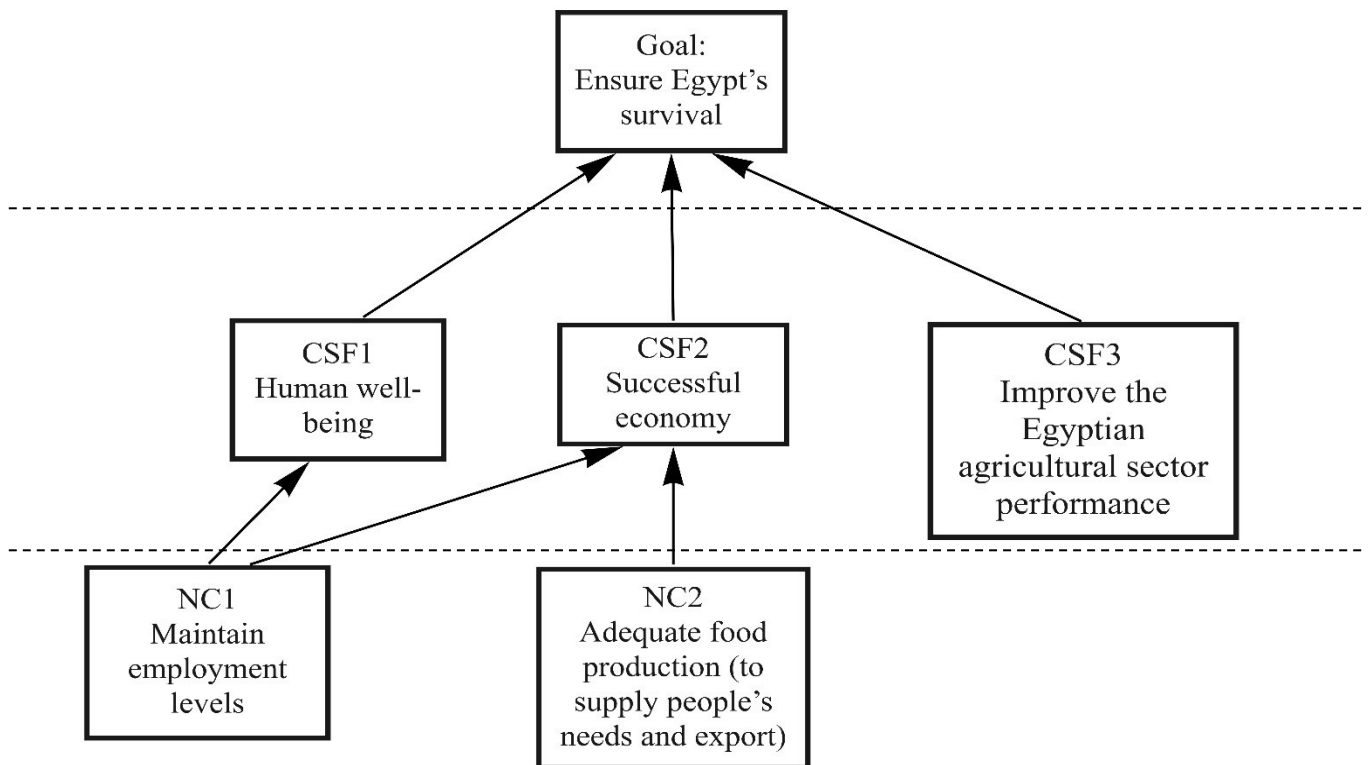 Goal:
Ensure Egypt’s
survival
CSF1
Human well-
being
CSF2
Successful
economy
CSF3
Improve the
Egyptian
agricultural sector
performance
NC1
Maintain
employment
levels
NC2
Adequate food
production (to
supply people’s
needs and export)